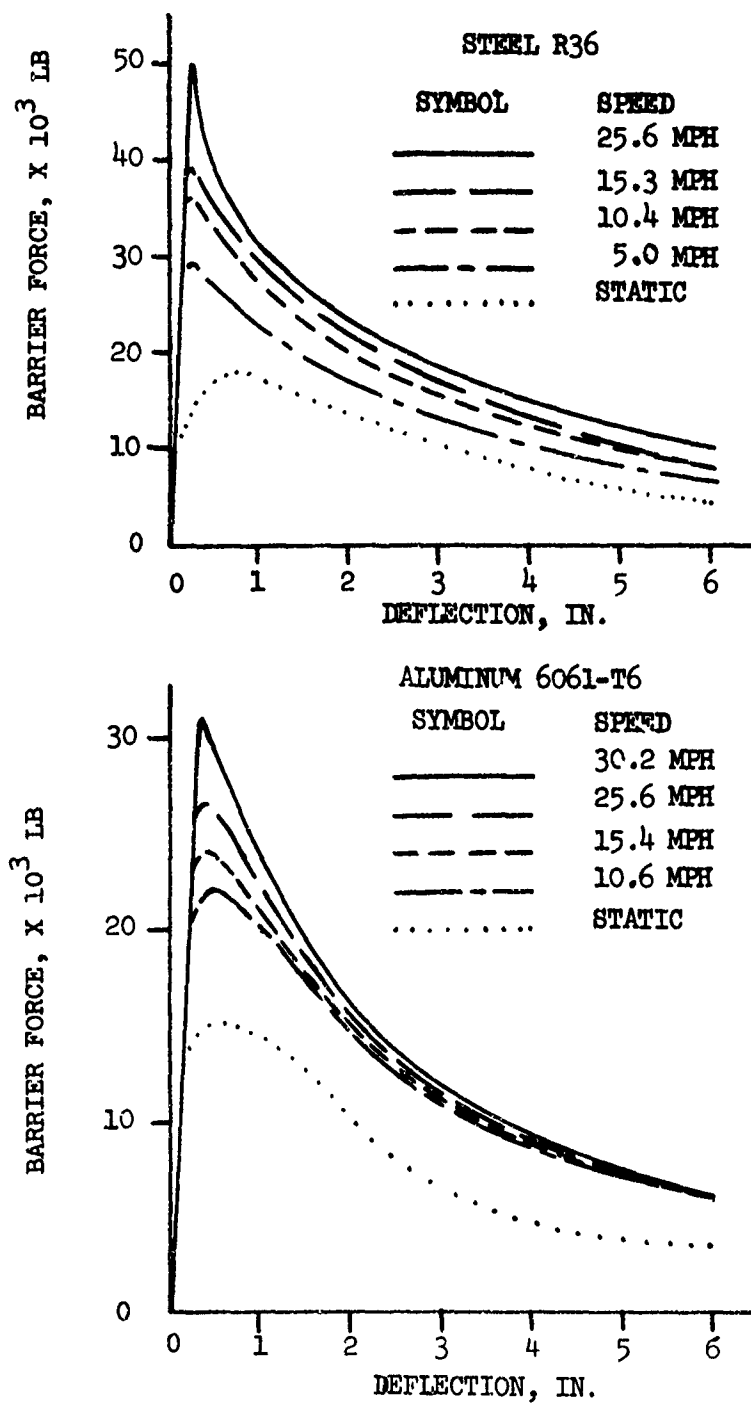 STEEL R36
SYMBOL SPEED
25.6 MPH
15.3 MPH
10.4 MPH
5.0 MPH
STATIC
BARRIER FORCE, X 10³ LB
50
40
30
20
10
0
0 1 2 3 4 5 6
DEFLECTION, IN.
ALUMINUM 6061-T6
SYMBOL SPEED
30.2 MPH
25.6 MPH
15.4 MPH
10.6 MPH
STATIC
BARRIER FORCE, X 10³ LB
30
20
10
0
0 1 2 3 4 5 6
DEFLECTION, IN.